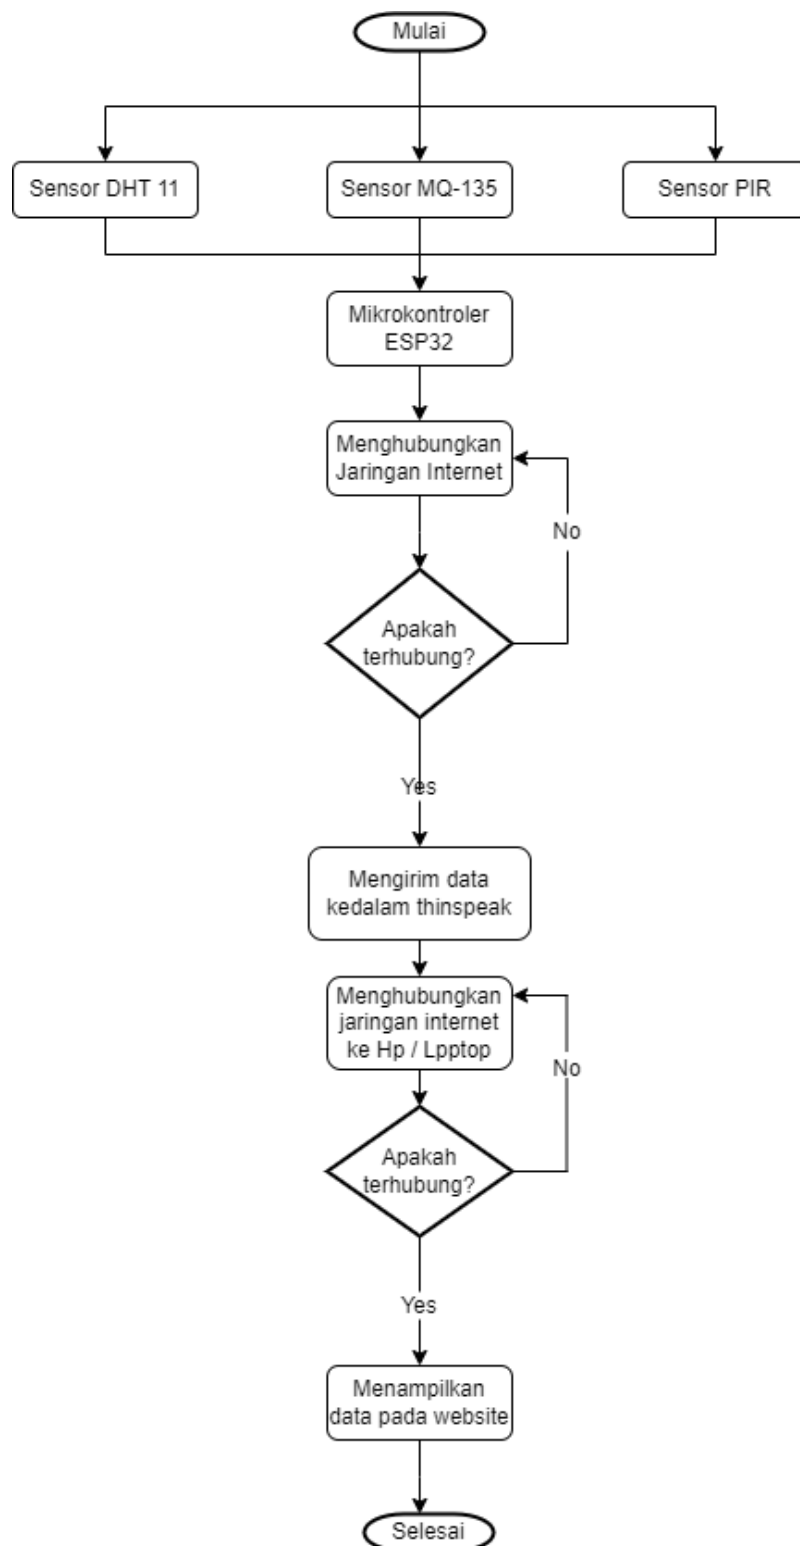 Mulai
Sensor DHT 11
Sensor MQ-135
Sensor PIR
Mikrokontroler
ESP32
Menghubungkan
Jaringan Internet
No
Apakah
terhubung?
Yes
Mengirim data
kedalam thinspeak
Menghubungkan
jaringan internet
ke Hp / Lpptop
No
Apakah
terhubung?
Yes
Menampilkan
data pada website
Selesai